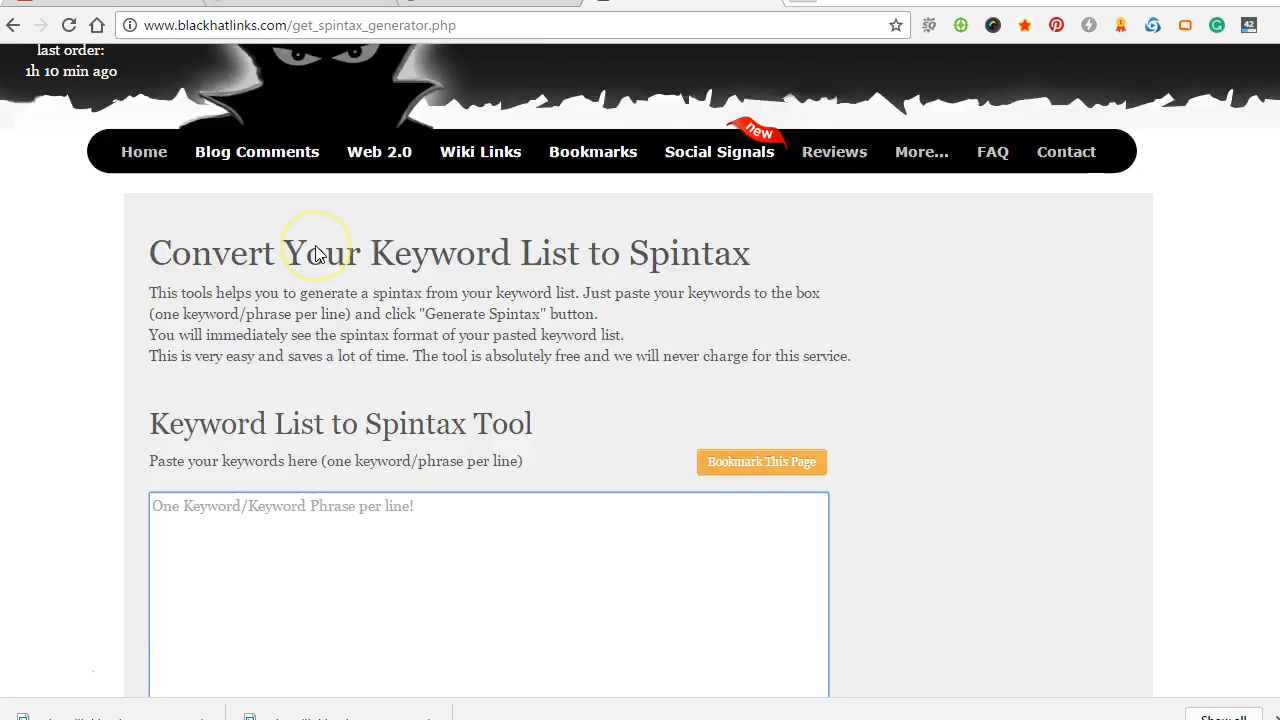 www.blackhatlinks.com/get_spintax_generator.php
42
last order:
1h 10 min ago
new
Home Blog Comments Web 2.0 Wiki Links Bookmarks Social Signals Reviews More... FAQ Contact
Convert Your Keyword List to Spintax
This tools helps you to generate a spintax from your keyword list. Just paste your keywords to the box
(one keyword/phrase per line) and click "Generate Spintax" button.
You will immediately see the spintax format of your pasted keyword list.
This is very easy and saves a lot of time. The tool is absolutely free and we will never charge for this service.
Keyword List to Spintax Tool
Paste your keywords here (one keyword/phrase per line)
Bookmark This Page
One Keyword/Keyword Phrase per line!
Show all